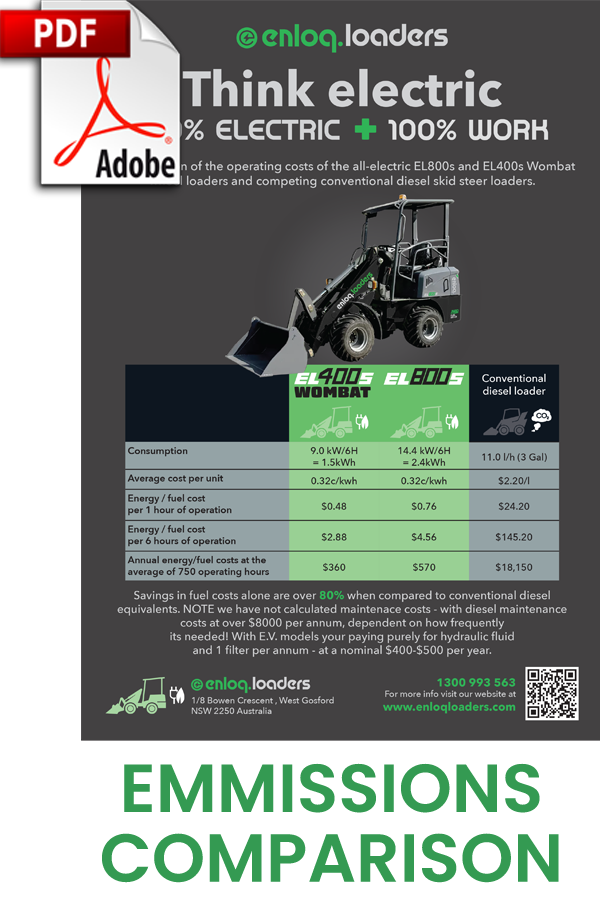 PDF
Adobe
enloq.loaders
Think electric
% ELECTRIC + 100% WORK
of the operating costs of the all-electric EL800s and EL400s Wombat
loaders and competing conventional diesel skid steer loaders.
enloq.loaders
EL400s WOMBAT EL800s Conventional diesel loader
CO₂
Consumption 9.0 kW/6H = 1.5kWh 14.4 kW/6H = 2.4kWh 11.0 l/h (3 Gal)
Average cost per unit 0.32c/kwh 0.32c/kwh $2.20/l
Energy / fuel cost per 1 hour of operation $0.48 $0.76 $24.20
Energy / fuel cost per 6 hours of operation $2.88 $4.56 $145.20
Annual energy/fuel costs at the average of 750 operating hours $360 $570 $18,150
Savings in fuel costs alone are over 80% when compared to conventional diesel
equivalents. NOTE we have not calculated maintenace costs - with diesel maintenance
costs at over $8000 per annum, dependent on how frequently
its needed! With E.V. models your paying purely for hydraulic fluid
and 1 filter per annum - at a nominal $400-$500 per year.
enloq.loaders
1/8 Bowen Crescent , West Gosford
NSW 2250 Australia
1300 993 563
For more info visit our website at
www.enloqloaders.com
EMMISSIONS
COMPARISON